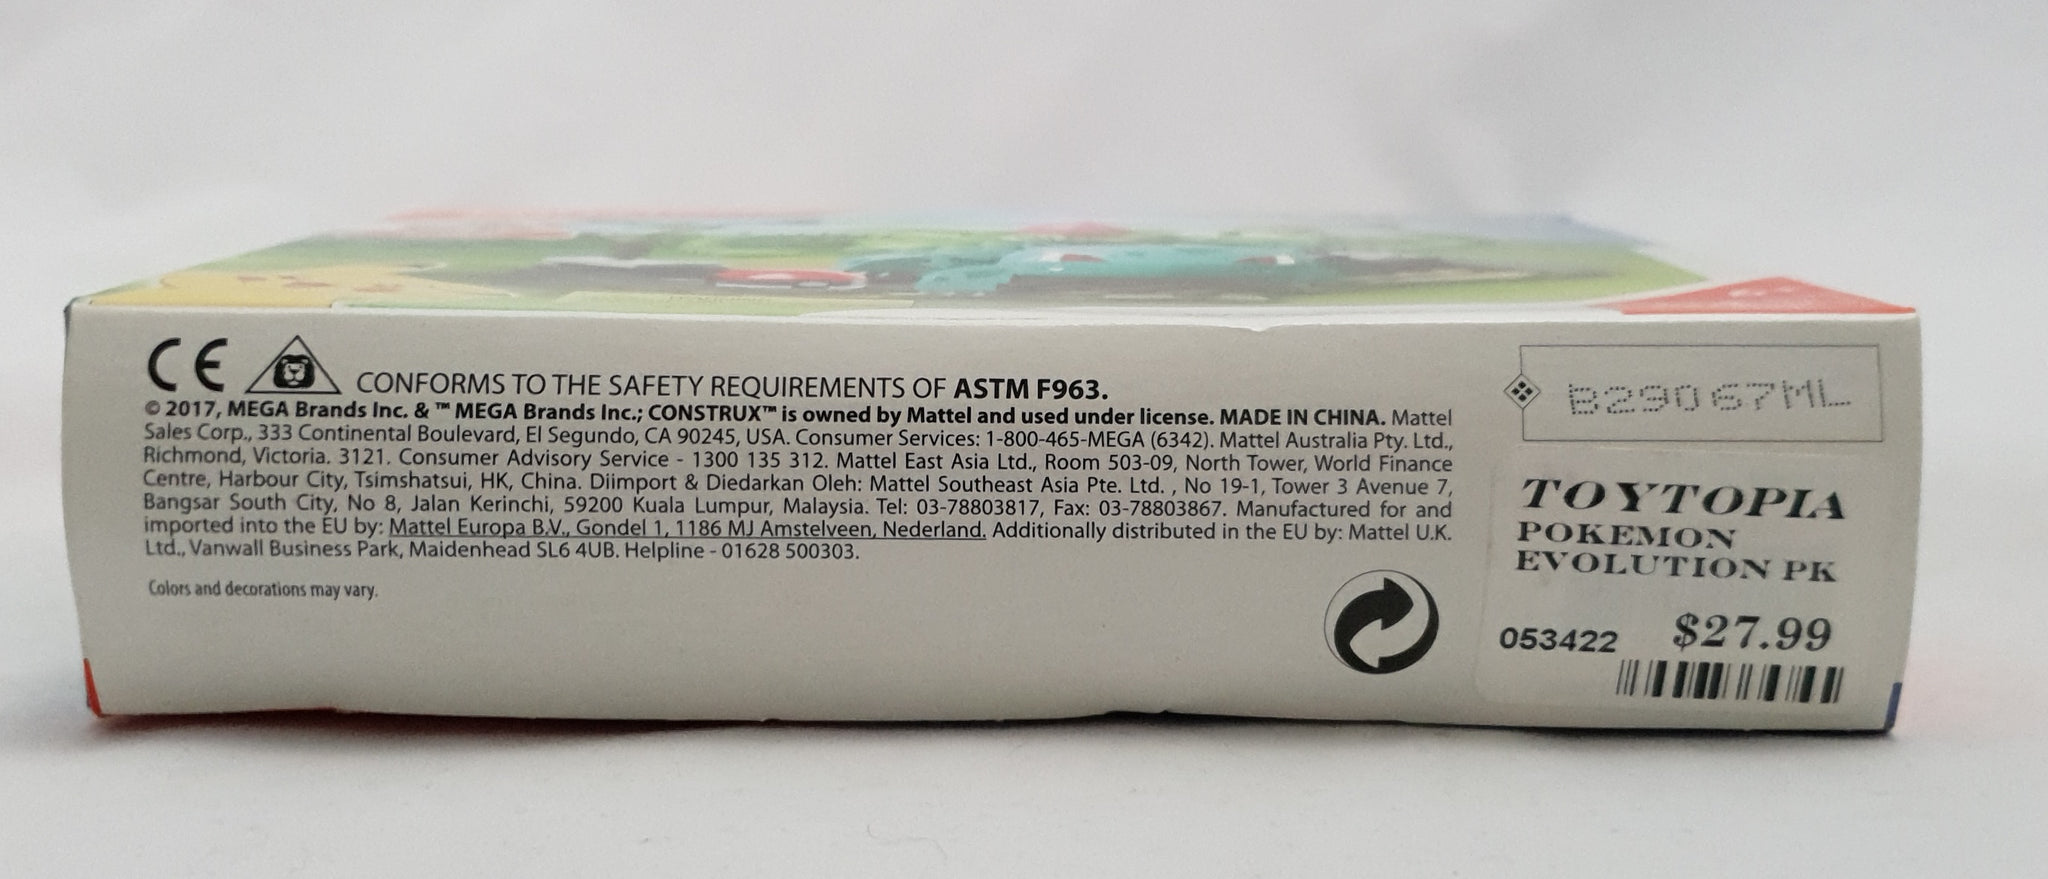 CE CONFORMS TO THE SAFETY REQUIREMENTS OF ASTM F963.
© 2017, MEGA Brands Inc. & ™ MEGA Brands Inc.; CONSTRUX™ is owned by Mattel and used under license. MADE IN CHINA. Mattel
Sales Corp., 333 Continental Boulevard, El Segundo, CA 90245, USA. Consumer Services: 1-800-465-MEGA (6342). Mattel Australia Pty. Ltd.,
Richmond, Victoria. 3121. Consumer Advisory Service - 1300 135 312. Mattel East Asia Ltd., Room 503-09, North Tower, World Finance
Centre, Harbour City, Tsimshatsui, HK, China. Diimport & Diedarkan Oleh: Mattel Southeast Asia Pte. Ltd. , No 19-1, Tower 3 Avenue 7,
Bangsar South City, No 8, Jalan Kerinchi, 59200 Kuala Lumpur, Malaysia. Tel: 03-78803817, Fax: 03-78803867. Manufactured for and
imported into the EU by: Mattel Europa B.V., Gondel 1, 1186 MJ Amstelveen, Nederland. Additionally distributed in the EU by: Mattel U.K.
Ltd., Vanwall Business Park, Maidenhead SL6 4UB. Helpline - 01628 500303.
Colors and decorations may vary.
B29067ML
TOYTOPIA
POKEMON
EVOLUTION PK
053422 $27.99